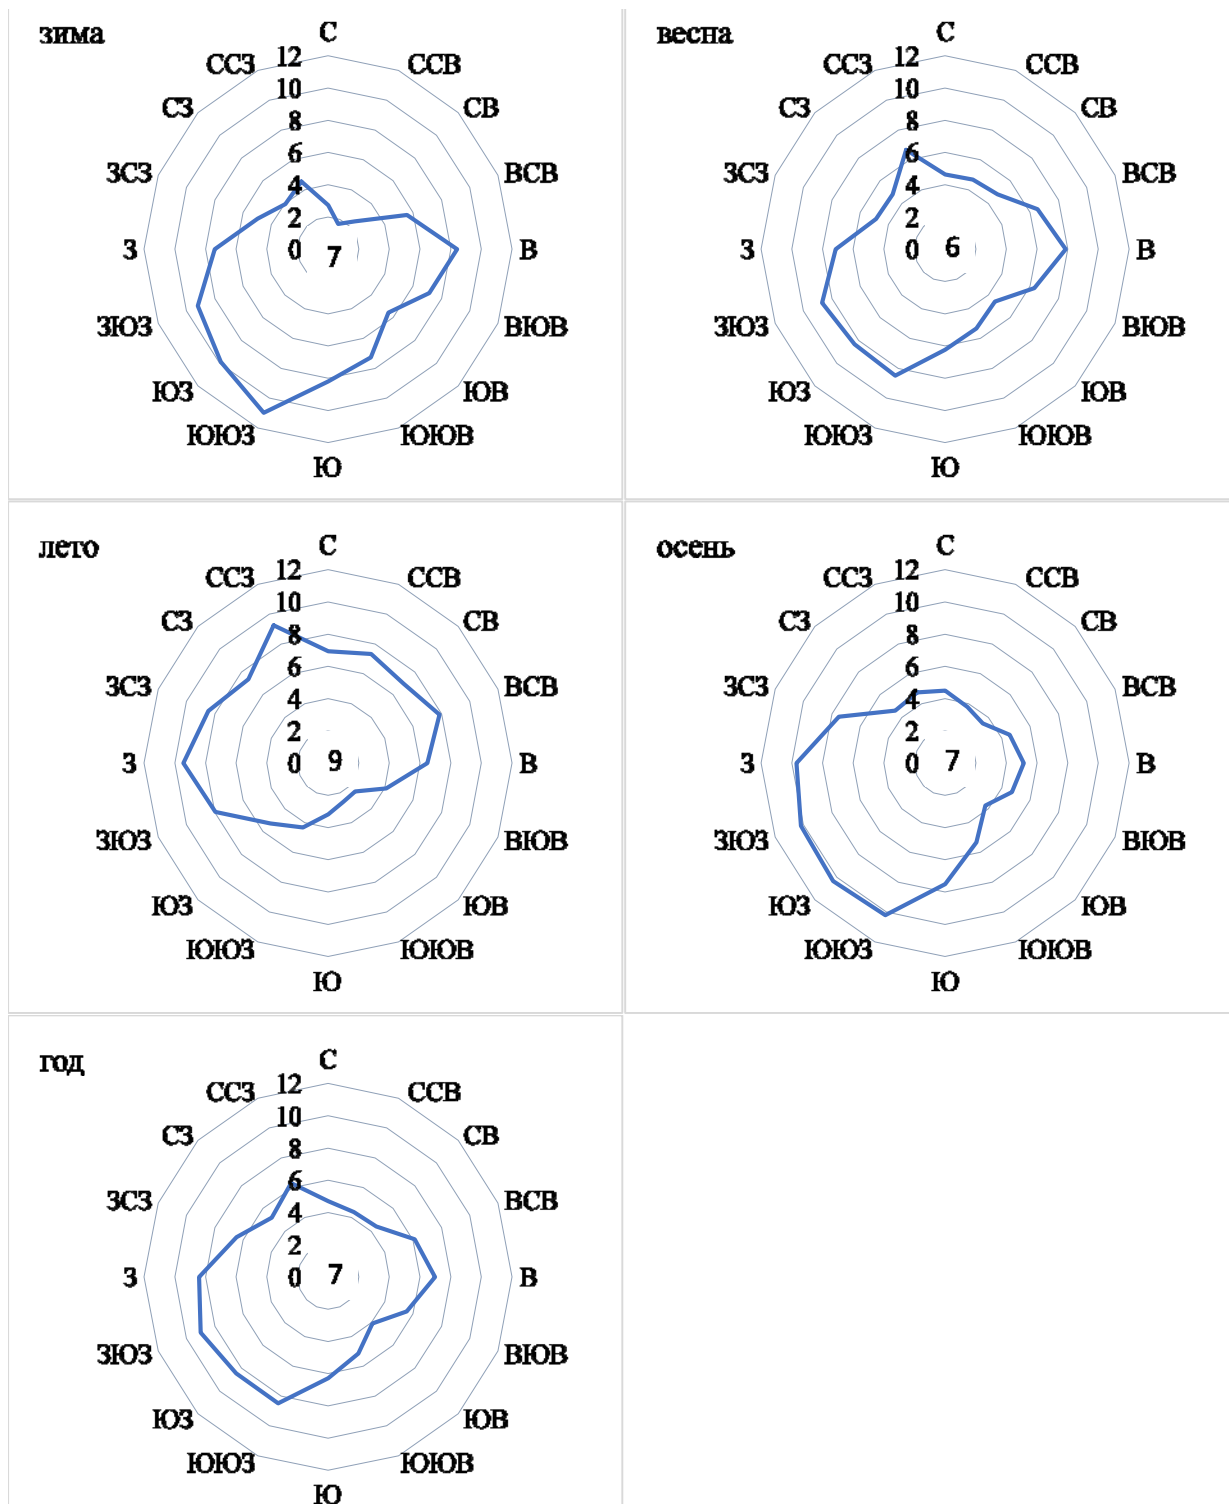 зима
С
ССВ
СВ
ВСВ
В
ВЮВ
ЮВ
ЮЮВ
Ю
ЮЮЗ
ЮЗ
ЗЮЗ
З
ЗСЗ
СЗ
ССЗ
12
10
8
6
4
2
0
7
весна
С
ССВ
СВ
ВСВ
В
ВЮВ
ЮВ
ЮЮВ
Ю
ЮЮЗ
ЮЗ
ЗЮЗ
З
ЗСЗ
СЗ
ССЗ
12
10
8
6
4
2
0
6
лето
С
ССВ
СВ
ВСВ
В
ВЮВ
ЮВ
ЮЮВ
Ю
ЮЮЗ
ЮЗ
ЗЮЗ
З
ЗСЗ
СЗ
ССЗ
12
10
8
6
4
2
0
9
осень
С
ССВ
СВ
ВСВ
В
ВЮВ
ЮВ
ЮЮВ
Ю
ЮЮЗ
ЮЗ
ЗЮЗ
З
ЗСЗ
СЗ
ССЗ
12
10
8
6
4
2
0
7
год
С
ССВ
СВ
ВСВ
В
ВЮВ
ЮВ
ЮЮВ
Ю
ЮЮЗ
ЮЗ
ЗЮЗ
З
ЗСЗ
СЗ
ССЗ
12
10
8
6
4
2
0
7